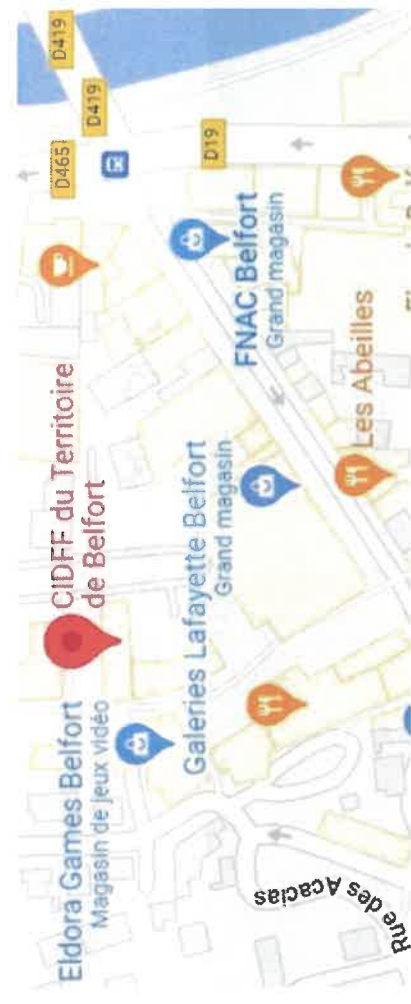 Eldora Games Belfort
Magasin de jeux vidéo
CIDFF du Territoire
de Belfort
D465
D419
D419
D19
Galeries Lafayette Belfort
Grand magasin
FNAC Belfort
Grand magasin
Les Abeilles
Rue des Acacias